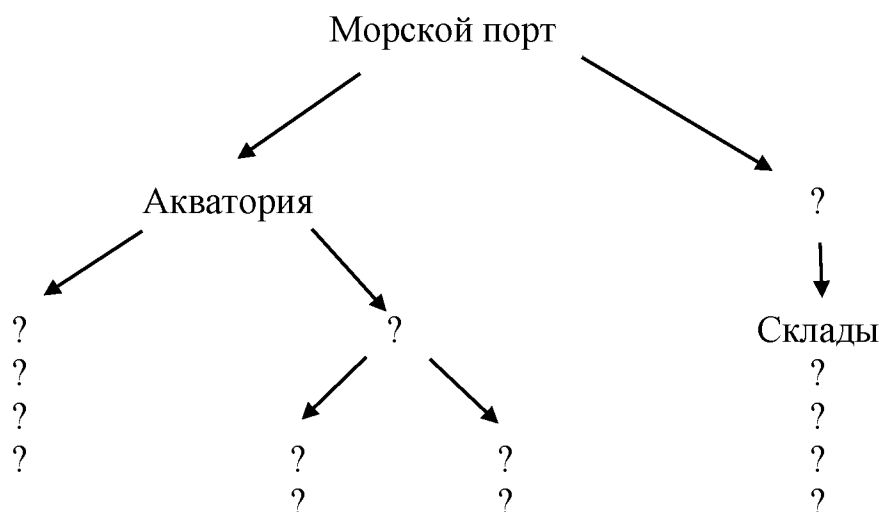 Морской порт
Акватория ?
? ? Склады
? ?
? ?
? ? ? ?
? ? ? ?